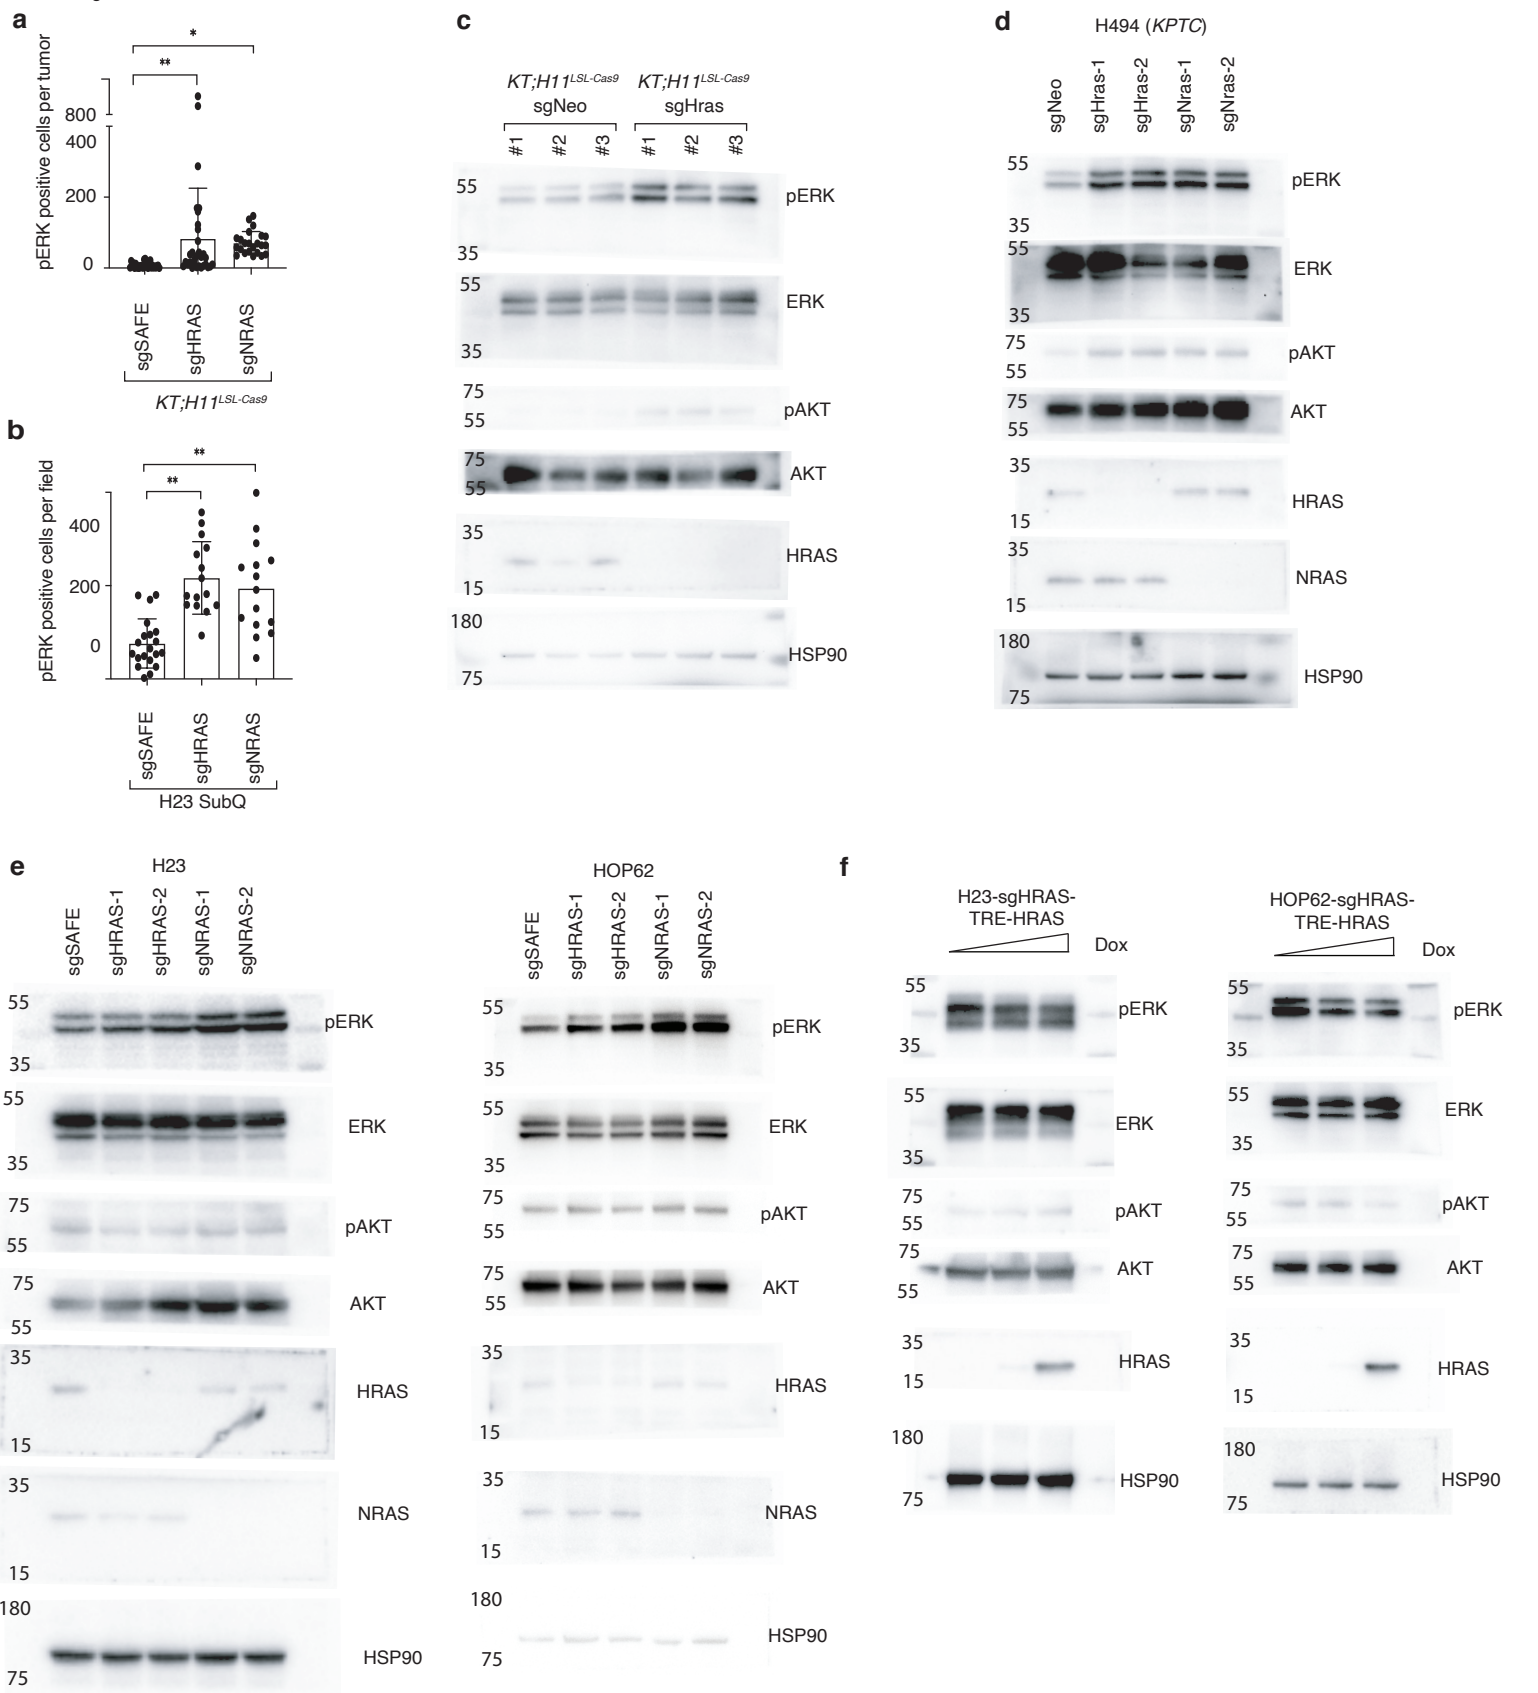 a
pERK positive cells per tumor
*
**
800
400
200
0
sgSAFE
sgHRAS
sgNRAS
KT;H11LSL-Cas9
b
pERK positive cells per field
**
**
400
200
0
sgSAFE
sgHRAS
sgNRAS
H23 SubQ
c
KT;H11LSL-Cas9 KT;H11LSL-Cas9
sgNeo sgHras
#1 #2 #3 #1 #2 #3
55
pERK
35
55
ERK
35
75
pAKT
55
75
AKT
55
35
HRAS
15
180
HSP90
75
d
H494 (KPTC)
sgNeo
sgHras-1
sgHras-2
sgNras-1
sgNras-2
55
pERK
35
55
ERK
35
75
pAKT
55
75
AKT
55
35
HRAS
15
35
NRAS
15
180
HSP90
75
e
H23
sgSAFE
sgHRAS-1
sgHRAS-2
sgNRAS-1
sgNRAS-2
55
pERK
35
55
ERK
35
75
pAKT
55
75
AKT
55
35
HRAS
15
35
NRAS
15
180
HSP90
75
HOP62
sgSAFE
sgHRAS-1
sgHRAS-2
sgNRAS-1
sgNRAS-2
55
pERK
35
55
ERK
35
75
pAKT
55
75
AKT
55
35
HRAS
15
35
NRAS
15
180
HSP90
75
f
H23-sgHRAS-
TRE-HRAS
Dox
55
pERK
35
55
ERK
35
75
pAKT
55
75
AKT
55
35
HRAS
15
180
HSP90
75
HOP62-sgHRAS-
TRE-HRAS
Dox
55
pERK
35
55
ERK
35
75
pAKT
55
75
AKT
55
35
HRAS
15
180
HSP90
75